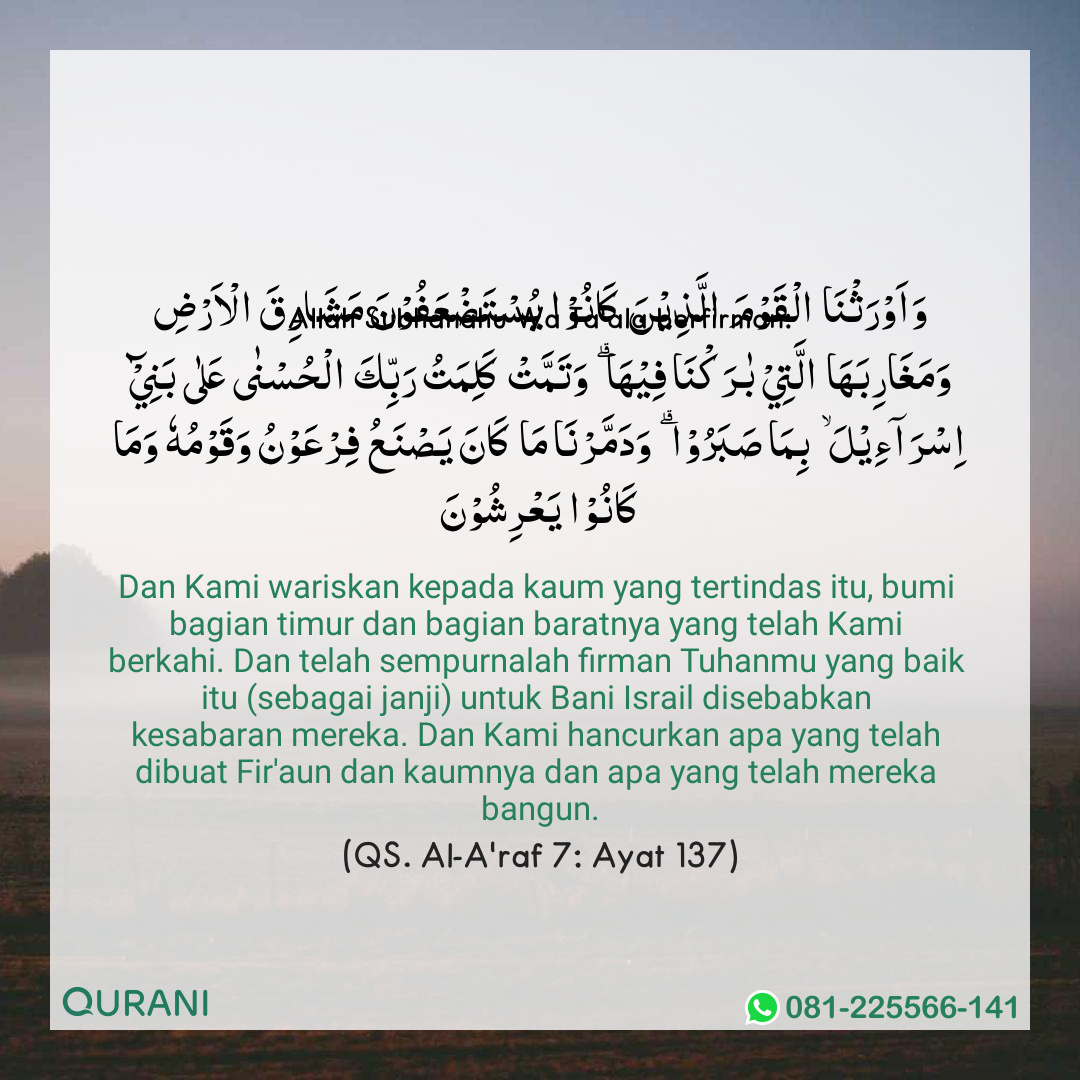 Allah Subhanahu Wa Ta'ala berfirman:
وَاَوْرَثْنَا الْقَوْمَ الَّذِيْنَ كَانُوْا يُسْتَضْعَفُوْنَ مَشَارِقَ الْاَرْضِ
وَمَغَارِبَهَا الَّتِيْ بٰرَكْنَا فِيْهَا ۗ وَتَمَّتْ كَلِمَتُ رَبِّكَ الْحُسْنٰى عَلٰى بَنِيْۤ
اِسْرَآءِيْلَ ۙ بِمَا صَبَرُوْا ۗ وَدَمَّرْنَا مَا كَانَ يَصْنَعُ فِرْعَوْنُ وَقَوْمُهٗ وَمَا
كَانُوْا يَعْرِشُوْنَ
Dan Kami wariskan kepada kaum yang tertindas itu, bumi
bagian timur dan bagian baratnya yang telah Kami
berkahi. Dan telah sempurnalah firman Tuhanmu yang baik
itu (sebagai janji) untuk Bani Israil disebabkan
kesabaran mereka. Dan Kami hancurkan apa yang telah
dibuat Fir'aun dan kaumnya dan apa yang telah mereka
bangun.
(QS. Al-A'raf 7: Ayat 137)
QURANI
081-225566-141